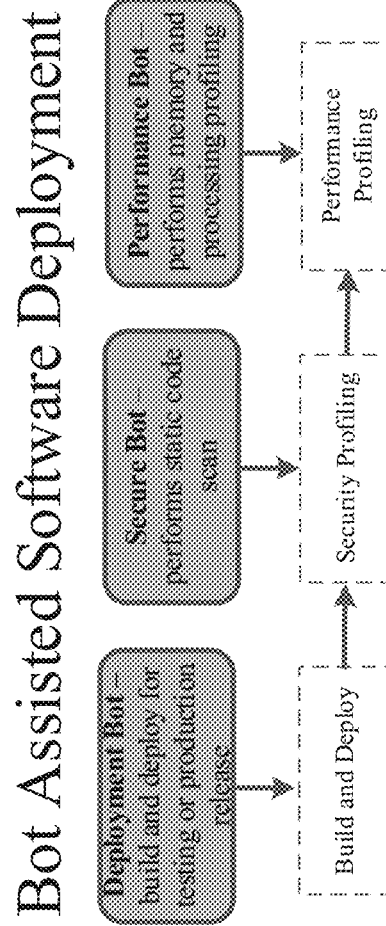 Bot Assisted Software Deployment
Deployment Bot –
build and deploy for
testing or production
release
Secure Bot –
performs static code
scan
Performance Bot –
performs memory and
processing profiling
Build and Deploy
Security Profiling
Performance
Profiling